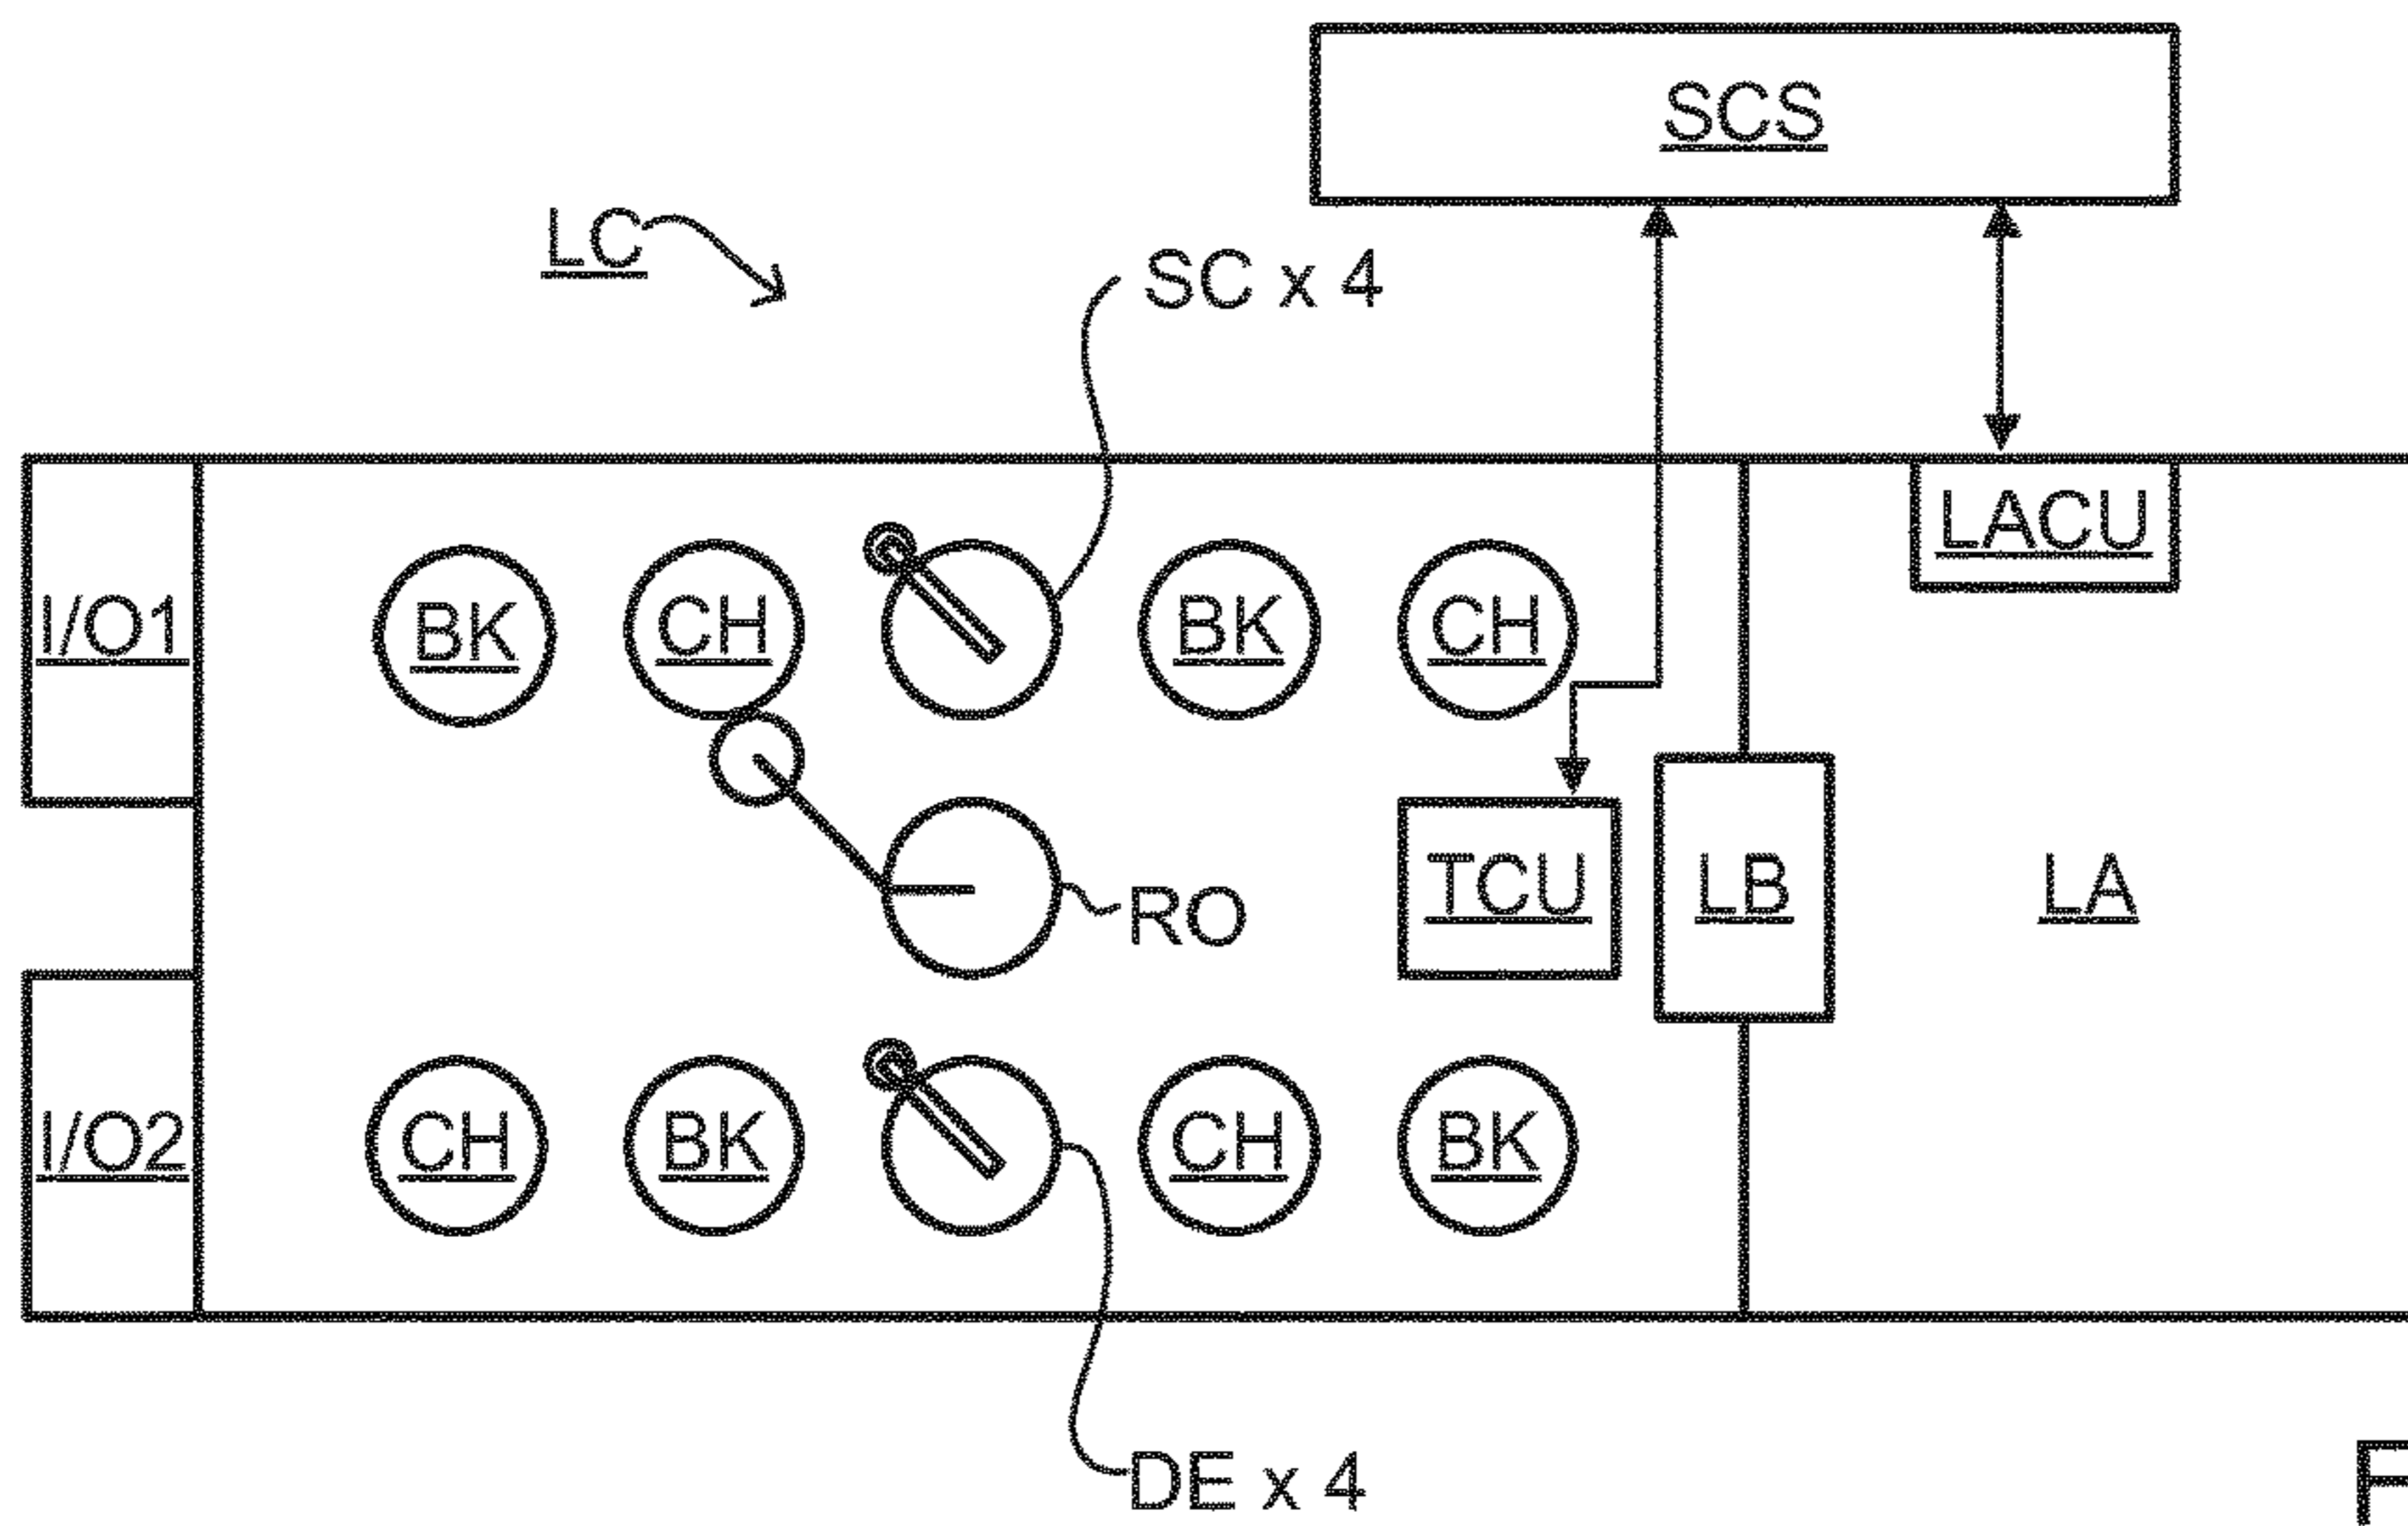 SCS
LC
SC x 4
LACU
I/O1
BK
CH
BK
CH
RO
TCU
LB
LA
I/O2
CH
BK
CH
BK
DE x 4
F